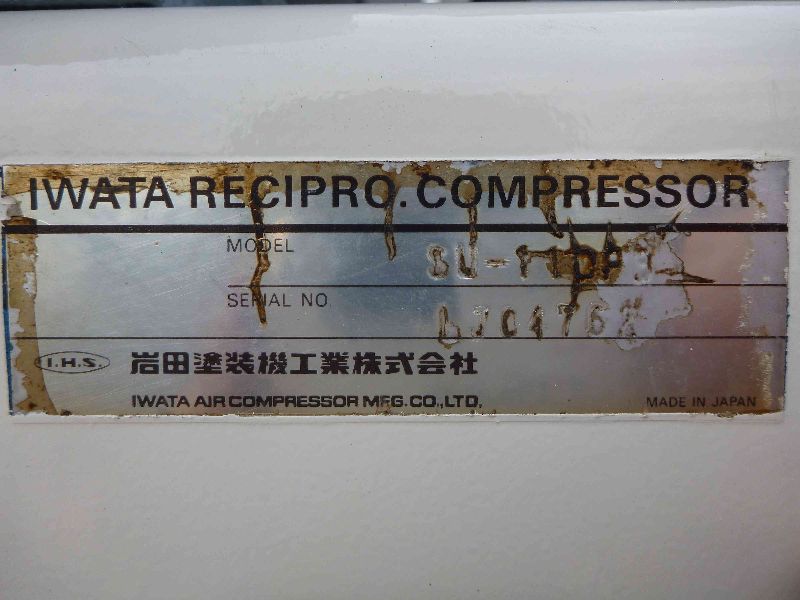 IWATA RECIPRO. COMPRESSOR
MODEL
SERIAL NO.
I.H.S. 岩田塗装機工業株式会社
IWATA AIR COMPRESSOR MFG. CO., LTD. MADE IN JAPAN